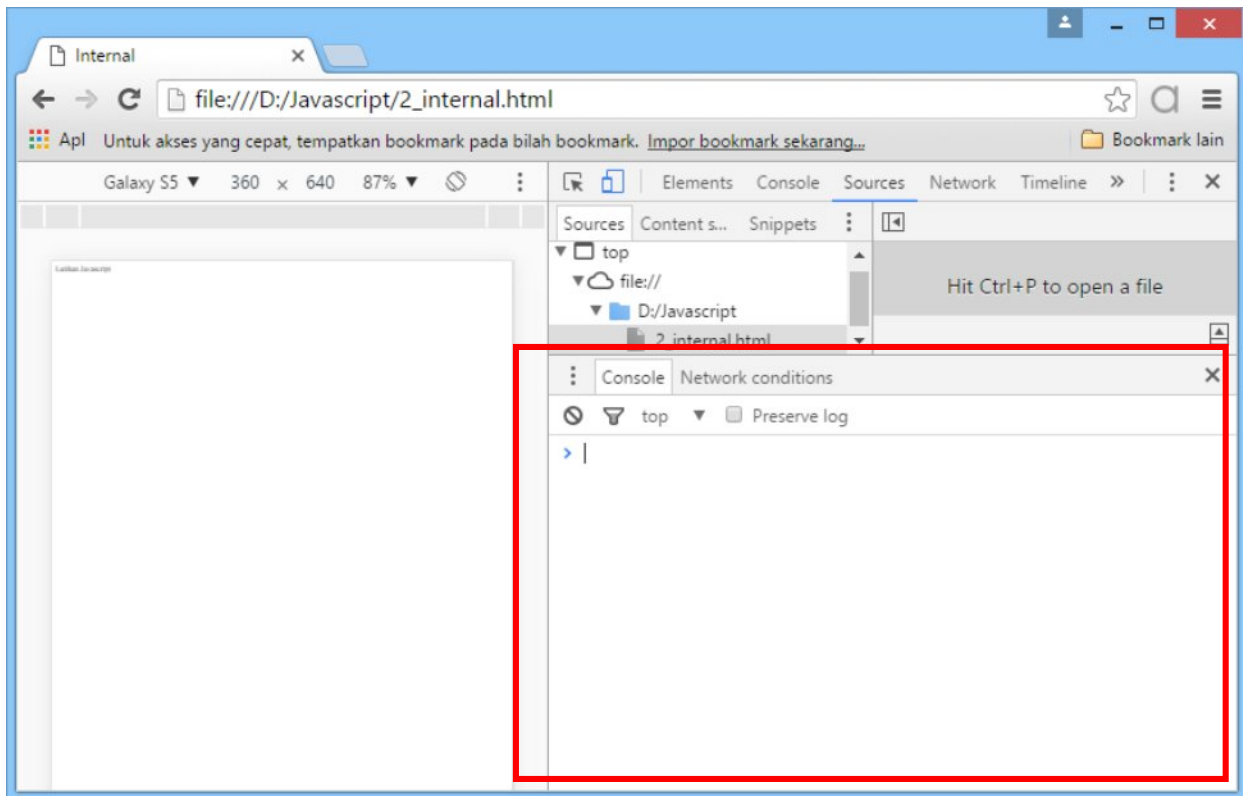 Internal
file:///D:/Javascript/2_internal.html
Apl Untuk akses yang cepat, tempatkan bookmark pada bilah bookmark. Impor bookmark sekarang... Bookmark lain
Galaxy S5 ▼ 360 × 640 87% ▼
Elements Console Sources Network Timeline »
Sources Content s... Snippets
top
file://
D:/Javascript
2_internal.html
Hit Ctrl+P to open a file
Latihan Javascript
Console Network conditions
top ▼ Preserve log
>